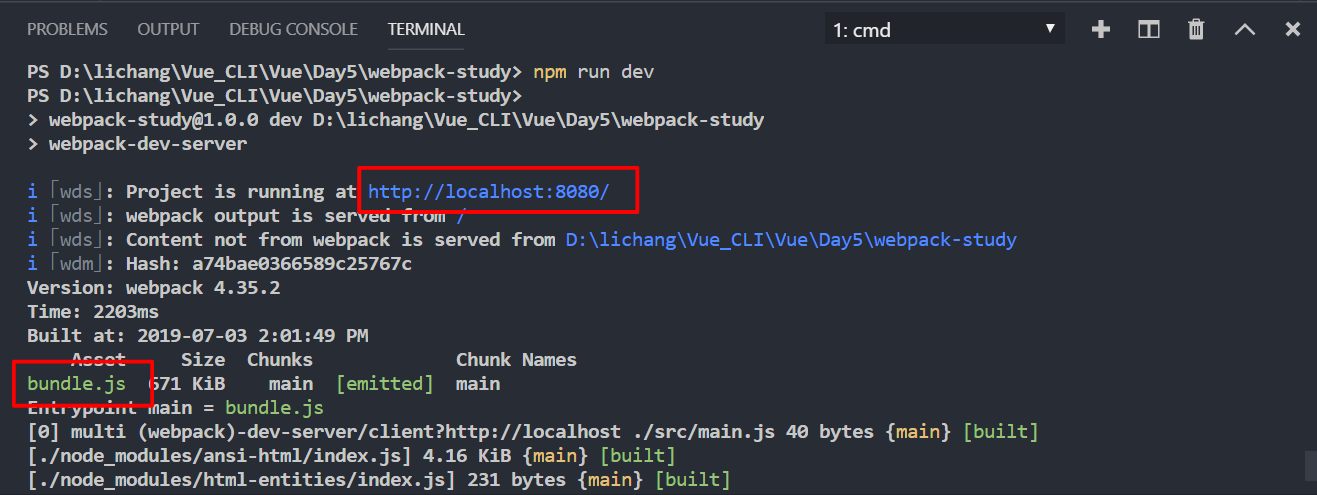 PROBLEMS OUTPUT DEBUG CONSOLE TERMINAL 1: cmd
PS D:\lichang\Vue_CLI\Vue\Day5\webpack-study> npm run dev
PS D:\lichang\Vue_CLI\Vue\Day5\webpack-study>
> webpack-study@1.0.0 dev D:\lichang\Vue_CLI\Vue\Day5\webpack-study
> webpack-dev-server
i ｢wds｣: Project is running at http://localhost:8080/
i ｢wds｣: webpack output is served from /
i ｢wds｣: Content not from webpack is served from D:\lichang\Vue_CLI\Vue\Day5\webpack-study
i ｢wdm｣: Hash: a74bae0366589c25767c
Version: webpack 4.35.2
Time: 2203ms
Built at: 2019-07-03 2:01:49 PM
Asset Size Chunks Chunk Names
bundle.js 671 KiB main [emitted] main
Entrypoint main = bundle.js
[0] multi (webpack)-dev-server/client?http://localhost ./src/main.js 40 bytes {main} [built]
[./node_modules/ansi-html/index.js] 4.16 KiB {main} [built]
[./node_modules/html-entities/index.js] 231 bytes {main} [built]